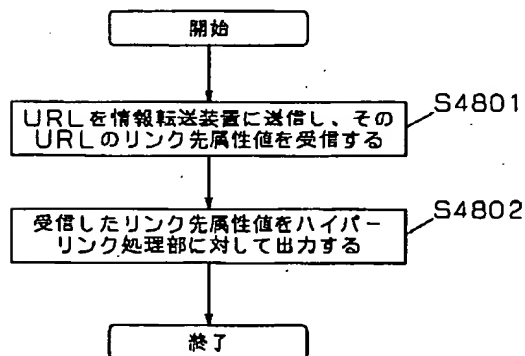 開始
URLを情報転送装置に送信し、その
URLのリンク先属性値を受信する
S4801
受信したリンク先属性値をハイパー
リンク処理部に対して出力する
S4802
終了